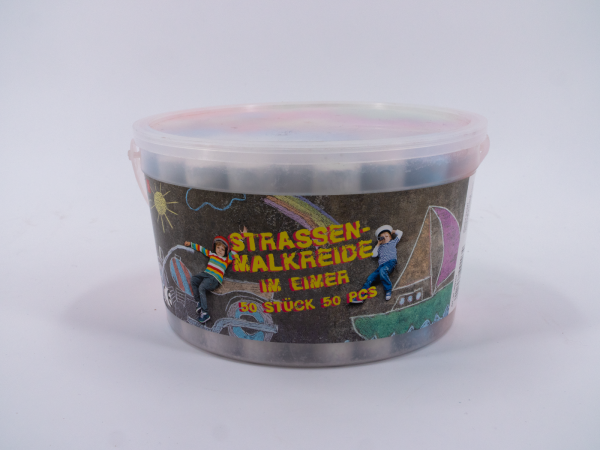 STRASSEN-
MALKREIDE
IM EIMER
50 STÜCK 50 PCS